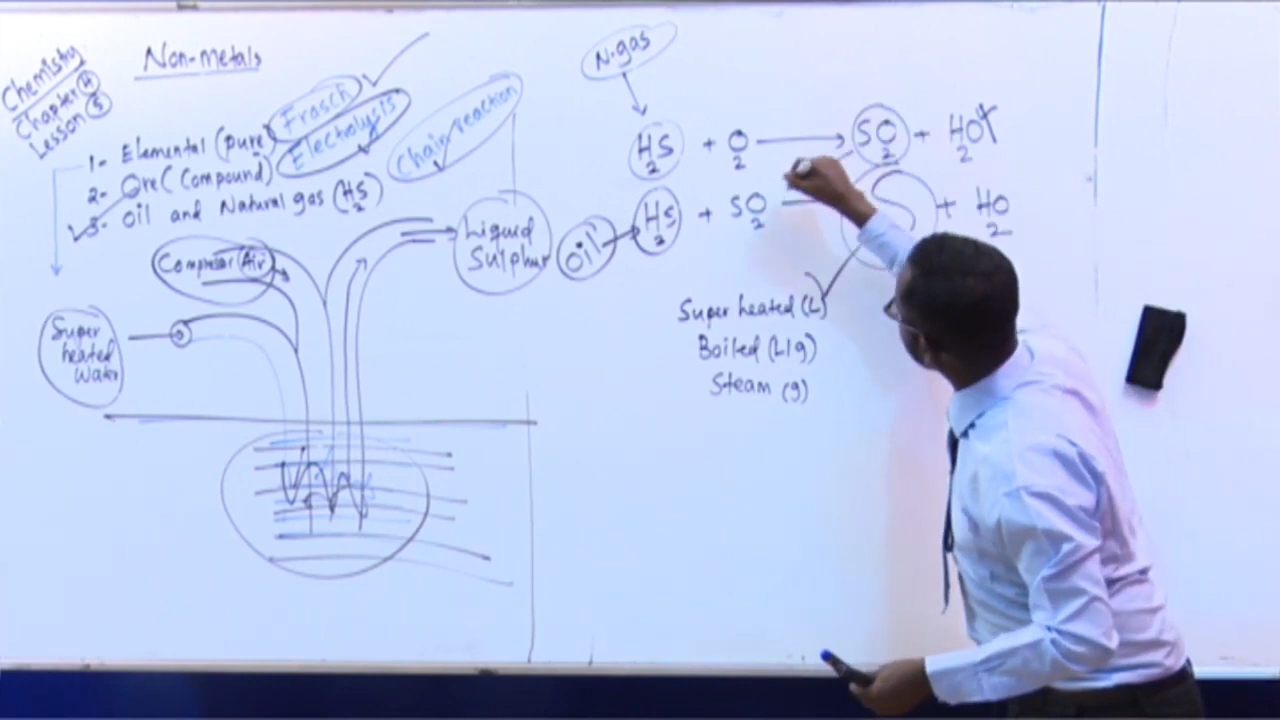 Chemistry
Chapter 4
Lesson 3
Non-metals
1- Elemental (pure) Frasch
2- Ore (Compound) Electrolysis
3- Oil and Natural gas (H₂S) Chain reaction
Compressor Air
Super heated Water
Liquid Sulphur
N.gas
H₂S + O₂ → SO₂ + H₂O
Oil → H₂S + SO₂ S + H₂O
Super heated (L)
Boiled (L/g)
Steam (g)